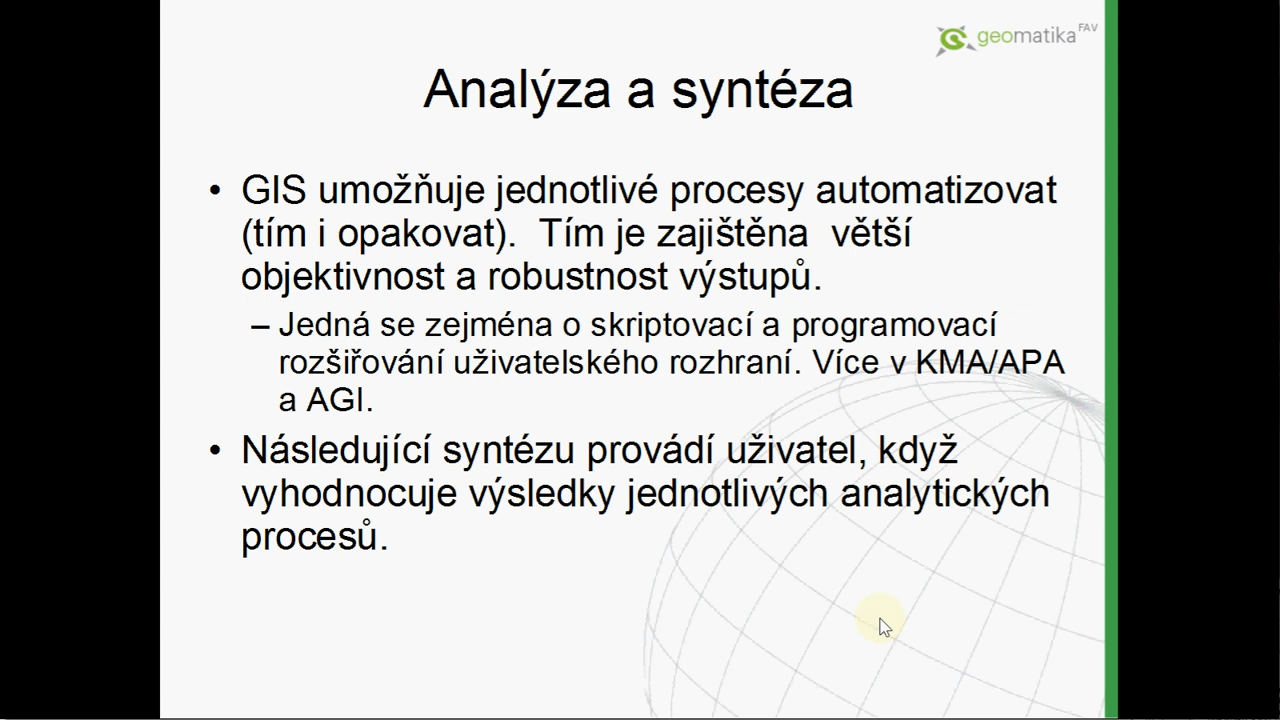 geomatika FAV
Analýza a syntéza
• GIS umožňuje jednotlivé procesy automatizovat
(tím i opakovat).  Tím je zajištěna  větší
objektivnost a robustnost výstupů.
– Jedná se zejména o skriptovací a programovací
rozšiřování uživatelského rozhraní. Více v KMA/APA
a AGI.
• Následující syntézu provádí uživatel, když
vyhodnocuje výsledky jednotlivých analytických
procesů.